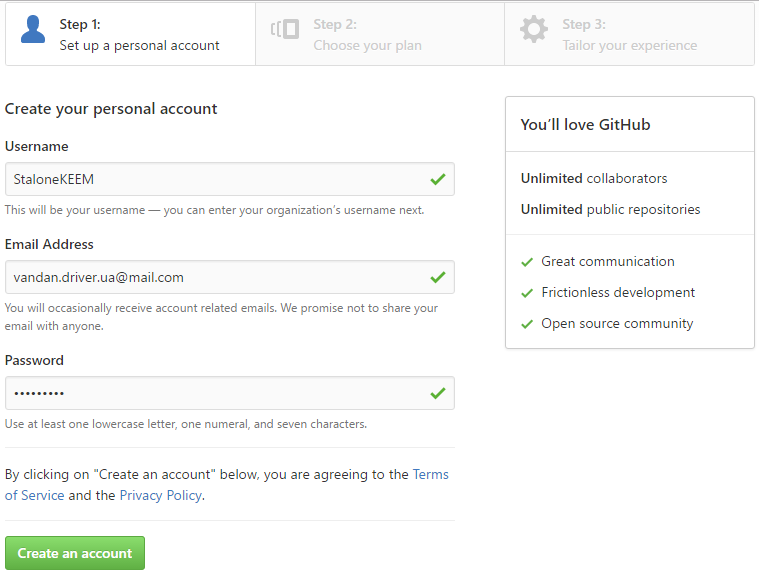 Step 1:
Set up a personal account
Step 2:
Choose your plan
Step 3:
Tailor your experience
Create your personal account
Username
StaloneKEEM
This will be your username — you can enter your organization's username next.
Email Address
vandan.driver.ua@mail.com
You will occasionally receive account related emails. We promise not to share your
email with anyone.
Password
•••••••••
Use at least one lowercase letter, one numeral, and seven characters.
By clicking on "Create an account" below, you are agreeing to the Terms
of Service and the Privacy Policy.
Create an account
You'll love GitHub
Unlimited collaborators
Unlimited public repositories
Great communication
Frictionless development
Open source community